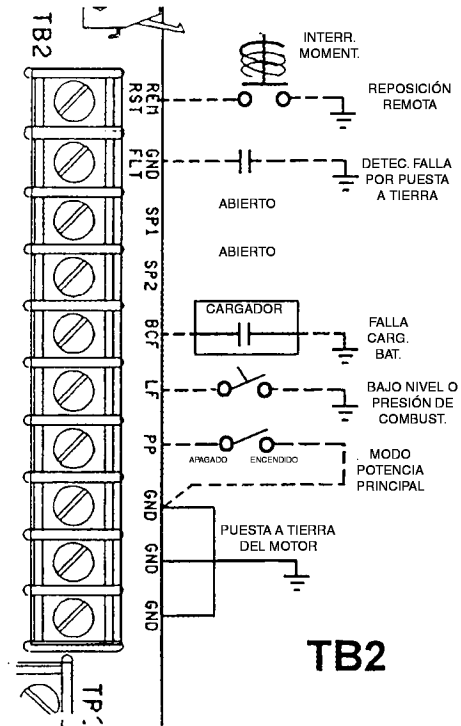 TB2
INTERR.
MOMENT.
REM
RST
REPOSICIÓN
REMOTA
GND
FLT
DETEC. FALLA
POR PUESTA
A TIERRA
SP1
ABIERTO
SP2
ABIERTO
BCF
CARGADOR
FALLA
CARG.
BAT.
LF
BAJO NIVEL O
PRESIÓN DE
COMBUST.
PP
APAGADO
ENCENDIDO
MODO
POTENCIA
PRINCIPAL
GND
GND
PUESTA A TIERRA
DEL MOTOR
GND
TB2